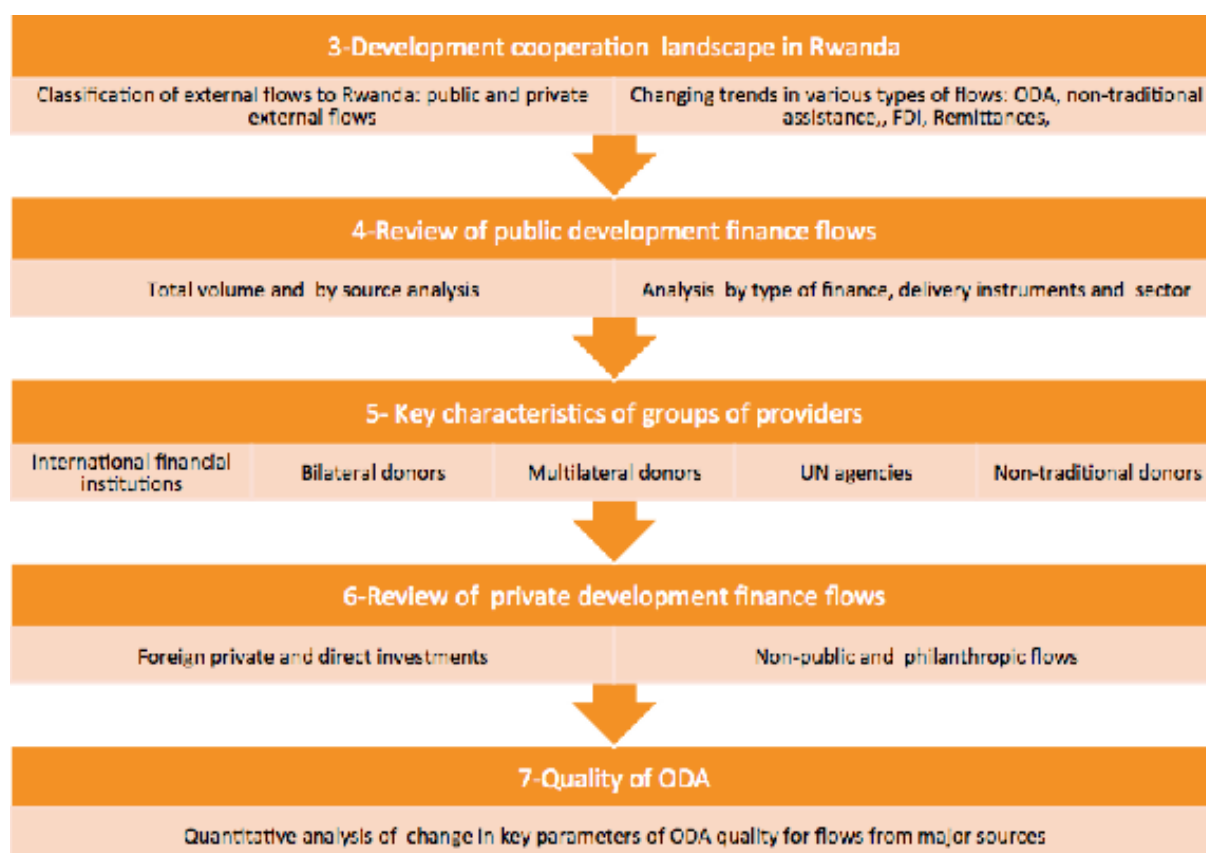 3-Development cooperation landscape in Rwanda
Classification of external flows to Rwanda: public and private
external flows
Changing trends in various types of flows: ODA, non-traditional
assistance,, FDI, Remittances,
4-Review of public development finance flows
Total volume and by source analysis
Analysis by type of finance, delivery instruments and sector
5- Key characteristics of groups of providers
International financial
institutions
Bilateral donors
Multilateral donors
UN agencies
Non-traditional donors
6-Review of private development finance flows
Foreign private and direct investments
Non-public and philanthropic flows
7-Quality of ODA
Quantitative analysis of change in key parameters of ODA quality for flows from major sources